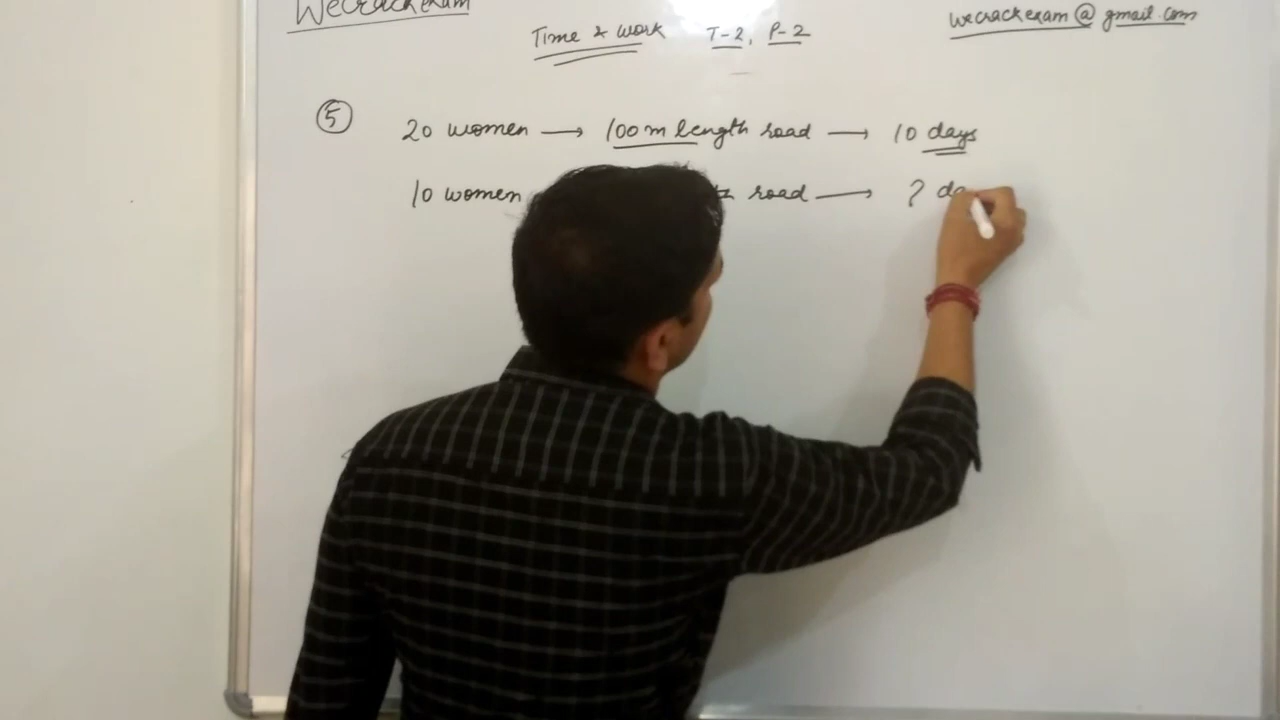 Wecrackexam
wecrackexam@gmail.com
Time & work T-2, P-2
5 20 women → 100m length road → 10 days
10 women road → ? da